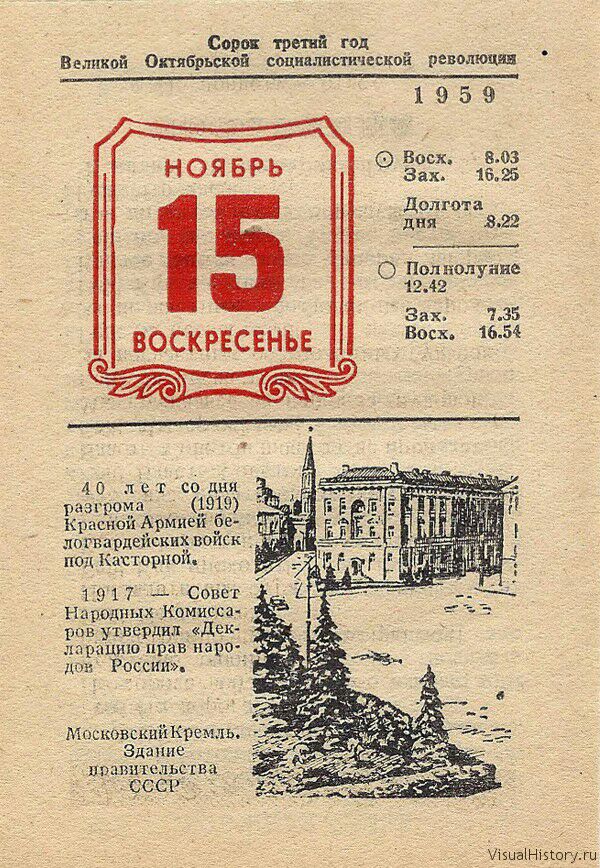 Сорок третий год
Великой Октябрьской социалистической революции
1959
НОЯБРЬ
15
ВОСКРЕСЕНЬЕ
Восх. 8.03
Зах. 16.25
Долгота
дня 8.22
Полнолуние
12.42
Зах. 7.35
Восх. 16.54
40 лет со дня
разгрома (1919)
Красной Армией бе-
логвардейских войск
под Касторной.
1917 — Совет
Народных Комисса-
ров утвердил «Дек-
ларацию прав наро-
дов России».
Московский Кремль.
Здание
правительства
СССР
VisualHistory.ru